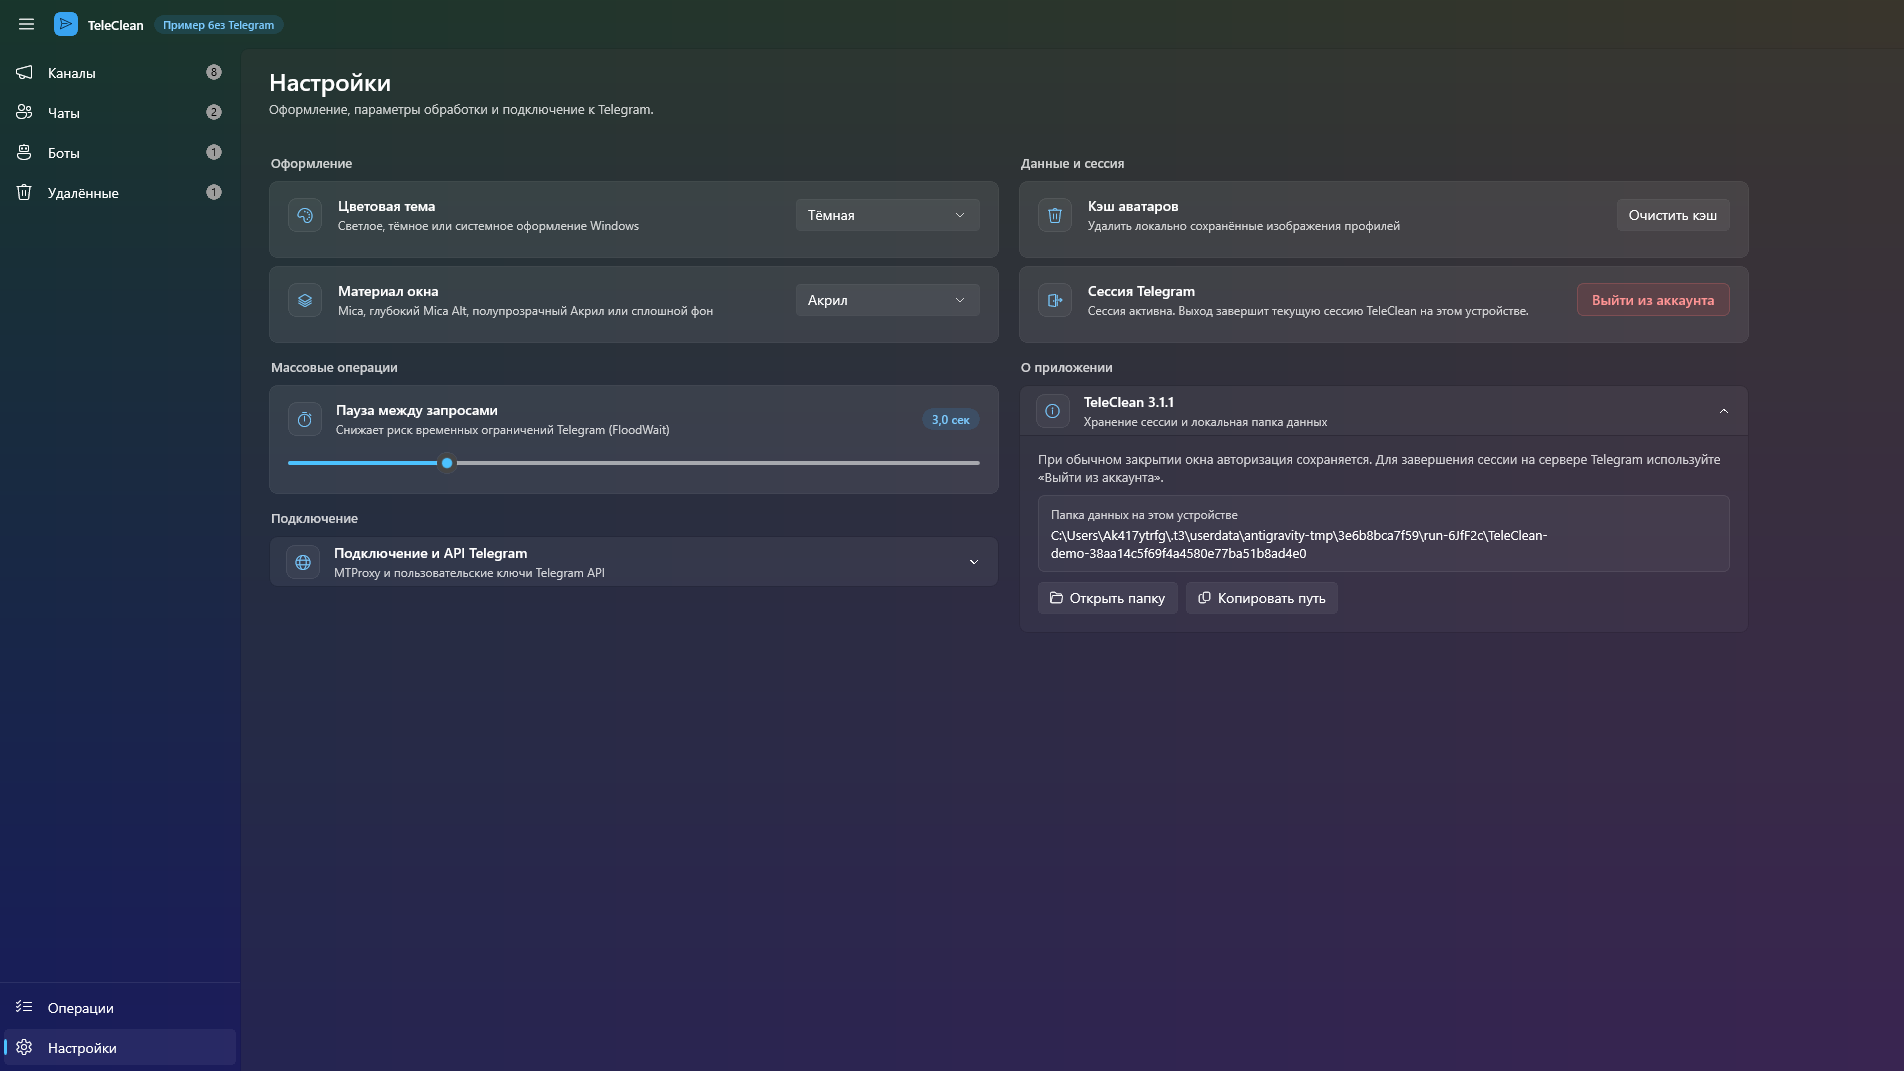 TeleClean
Пример без Telegram
Каналы
8
Чаты
2
Боты
1
Удалённые
1
Операции
Настройки
Настройки
Оформление, параметры обработки и подключение к Telegram.
Оформление
Цветовая тема
Светлое, тёмное или системное оформление Windows
Тёмная
Материал окна
Mica, глубокий Mica Alt, полупрозрачный Акрил или сплошной фон
Акрил
Массовые операции
Пауза между запросами
Снижает риск временных ограничений Telegram (FloodWait)
3,0 сек
Подключение
Подключение и API Telegram
MTProxy и пользовательские ключи Telegram API
Данные и сессия
Кэш аватаров
Удалить локально сохранённые изображения профилей
Очистить кэш
Сессия Telegram
Сессия активна. Выход завершит текущую сессию TeleClean на этом устройстве.
Выйти из аккаунта
О приложении
TeleClean 3.1.1
Хранение сессии и локальная папка данных
При обычном закрытии окна авторизация сохраняется. Для завершения сессии на сервере Telegram используйте
«Выйти из аккаунта».
Папка данных на этом устройстве
C:\Users\Ak417ytrfg\.t3\userdata\antigravity-tmp\3e6b8bca7f59\run-6JfF2c\TeleClean-
demo-38aa14c5f69f4a4580e77ba51b8ad4e0
Открыть папку
Копировать путь